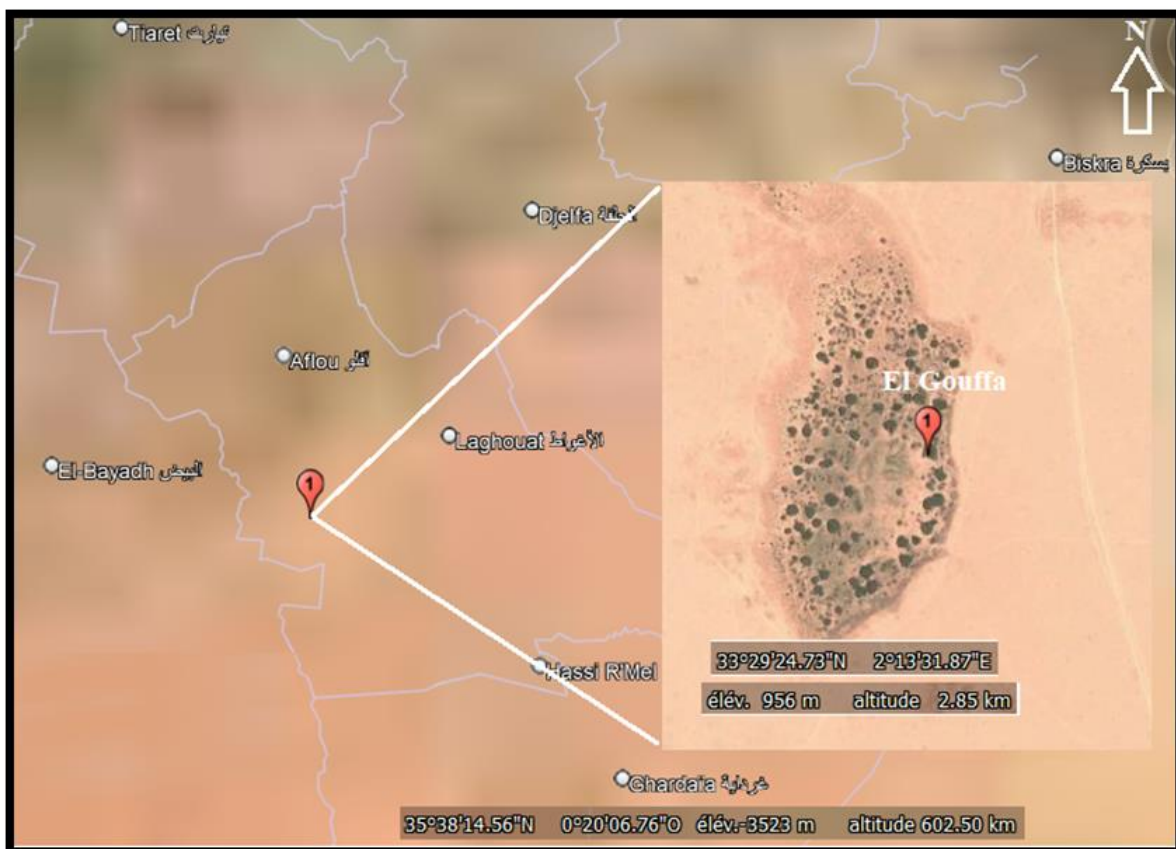 Tiaret تيارت
N
Biskra بسكرة
Djelfa الجلفة
Aflou آفلو
El Gouffa
1
Laghouat الأغواط
El-Bayadh البيض
1
33°29'24.73"N 2°13'31.87"E
Hassi R'Mel
élév. 956 m altitude 2.85 km
Ghardaïa غرداية
35°38'14.56"N 0°20'06.76"O élév.-3523 m altitude 602.50 km